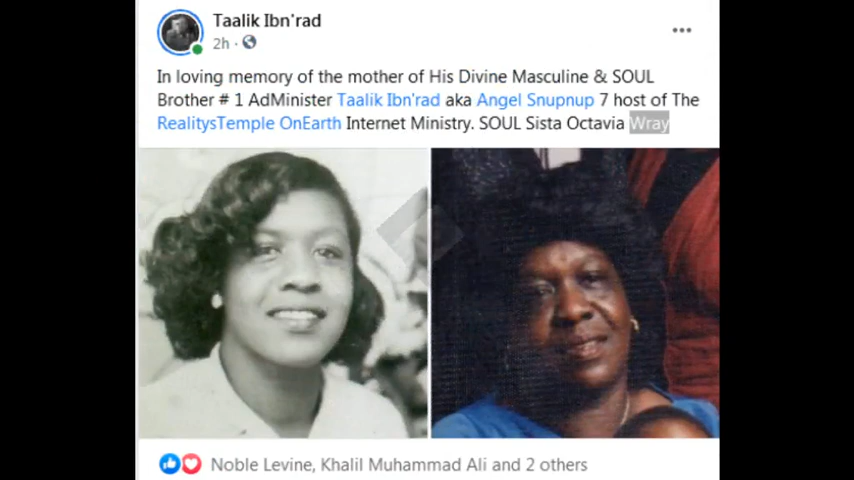 Taalik Ibn'rad
2h ·
In loving memory of the mother of His Divine Masculine & SOUL
Brother # 1 AdMinister Taalik Ibn'rad aka Angel Snupnup 7 host of The
RealitysTemple OnEarth Internet Ministry. SOUL Sista Octavia Wray
Noble Levine, Khalil Muhammad Ali and 2 others